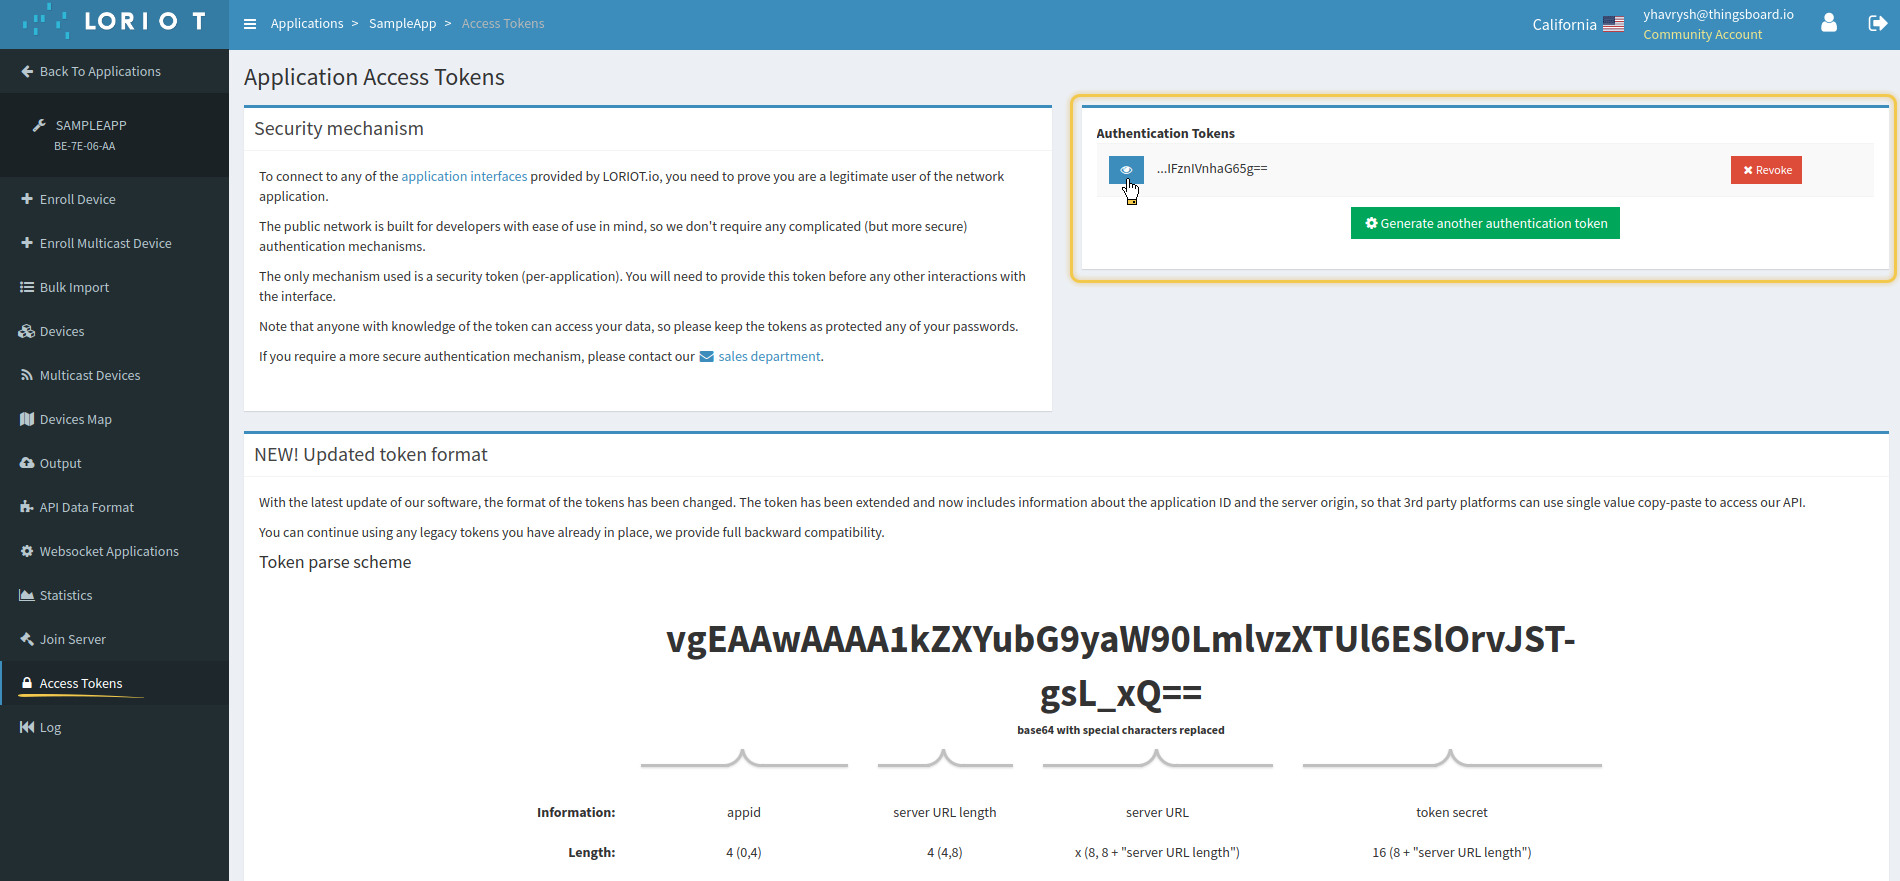 LORIOT
Applications > SampleApp > Access Tokens
California
yhavrysh@thingsboard.io
Community Account
Back To Applications
SAMPLEAPP
BE-7E-06-AA
Enroll Device
Enroll Multicast Device
Bulk Import
Devices
Multicast Devices
Devices Map
Output
API Data Format
Websocket Applications
Statistics
Join Server
Access Tokens
Log
Application Access Tokens
Security mechanism
To connect to any of the application interfaces provided by LORIOT.io, you need to prove you are a legitimate user of the network
application.
The public network is built for developers with ease of use in mind, so we don't require any complicated (but more secure)
authentication mechanisms.
The only mechanism used is a security token (per-application). You will need to provide this token before any other interactions with
the interface.
Note that anyone with knowledge of the token can access your data, so please keep the tokens as protected any of your passwords.
If you require a more secure authentication mechanism, please contact our sales department.
Authentication Tokens
...IFznIVnhaG65g==
Revoke
Generate another authentication token
NEW! Updated token format
With the latest update of our software, the format of the tokens has been changed. The token has been extended and now includes information about the application ID and the server origin, so that 3rd party platforms can use single value copy-paste to access our API.
You can continue using any legacy tokens you have already in place, we provide full backward compatibility.
Token parse scheme
vgEAAwAAAA1kZXYubG9yaW90LmlvzXTUl6ESlOrvJST-
gsL_xQ==
base64 with special characters replaced
Information: appid server URL length server URL token secret
Length: 4 (0,4) 4 (4,8) x (8, 8 + "server URL length") 16 (8 + "server URL length")